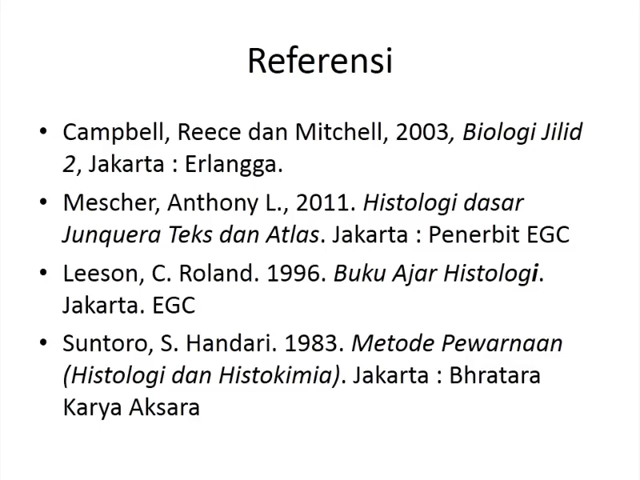 Referensi
• Campbell, Reece dan Mitchell, 2003, Biologi Jilid
2, Jakarta : Erlangga.
• Mescher, Anthony L., 2011. Histologi dasar
Junquera Teks dan Atlas. Jakarta : Penerbit EGC
• Leeson, C. Roland. 1996. Buku Ajar Histologi.
Jakarta. EGC
• Suntoro, S. Handari. 1983. Metode Pewarnaan
(Histologi dan Histokimia). Jakarta : Bhratara
Karya Aksara